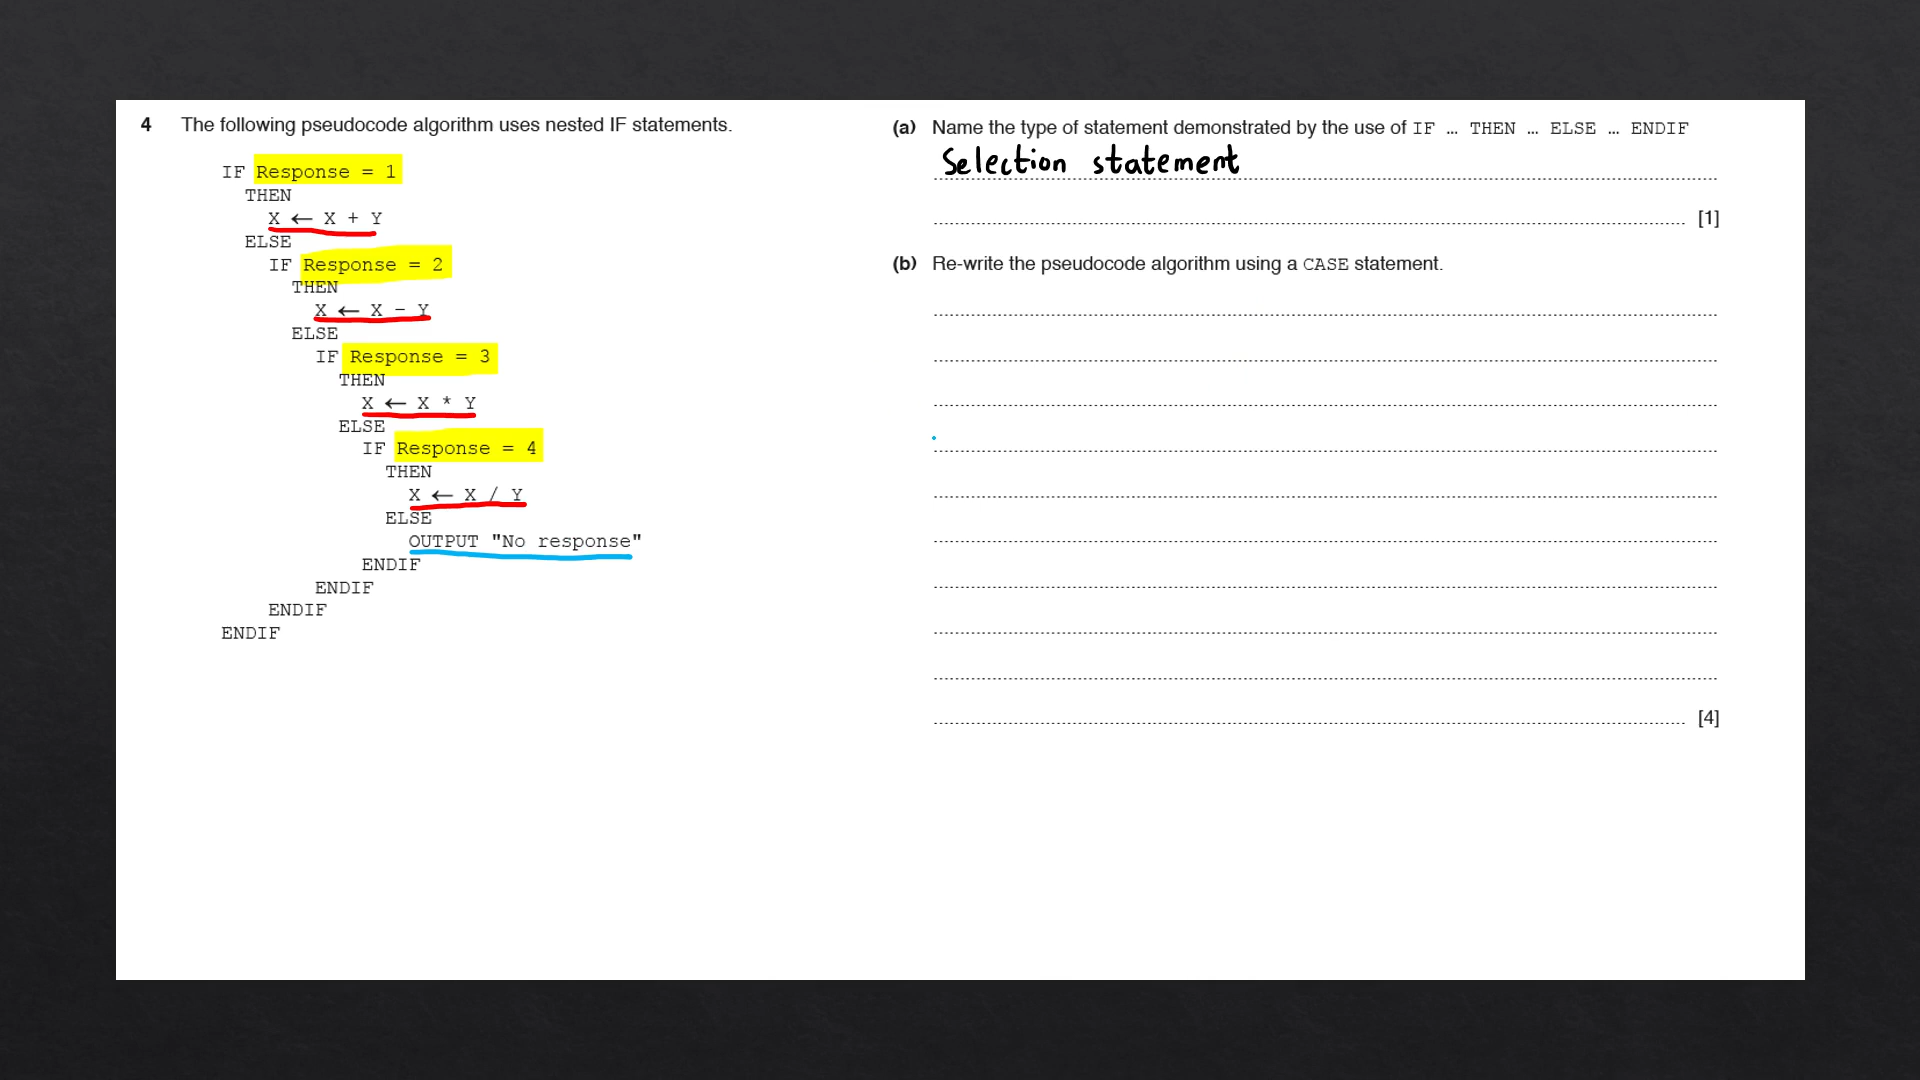 4 The following pseudocode algorithm uses nested IF statements.
IF Response = 1
THEN
X ← X + Y
ELSE
IF Response = 2
THEN
X ← X - Y
ELSE
IF Response = 3
THEN
X ← X * Y
ELSE
IF Response = 4
THEN
X ← X / Y
ELSE
OUTPUT "No response"
ENDIF
ENDIF
ENDIF
ENDIF
(a) Name the type of statement demonstrated by the use of IF … THEN … ELSE … ENDIF
Selection statement
[1]
(b) Re-write the pseudocode algorithm using a CASE statement.
[4]